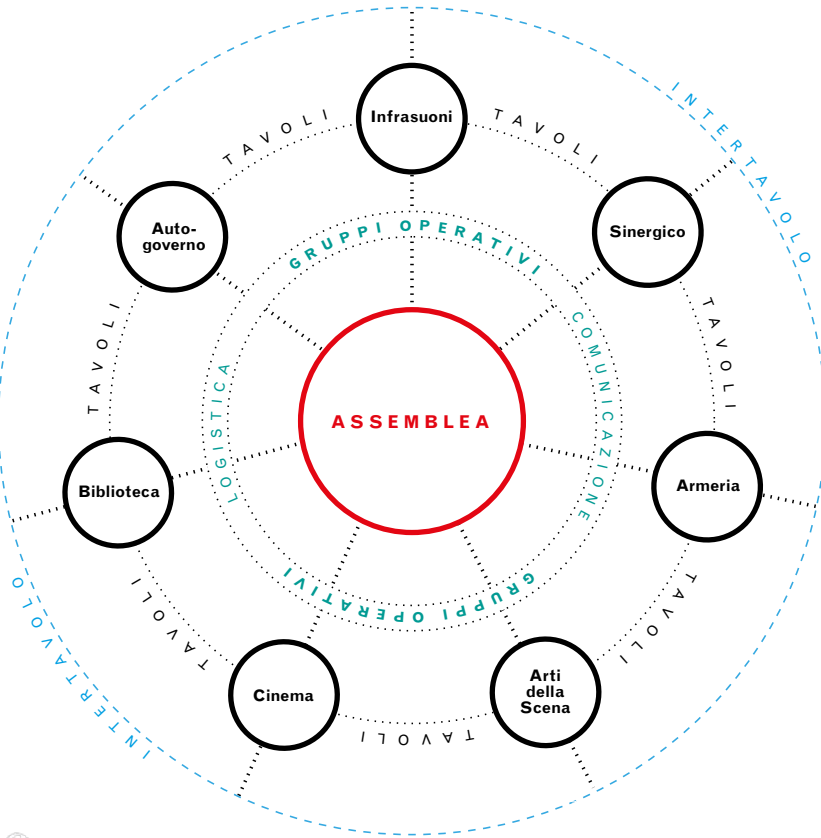 INTERTAVOLO
Infrasuoni
TAVOLI
TAVOLI
Auto-
governo
Sinergico
GRUPPI OPERATIVI
TAVOLI
TAVOLI
COMUNICAZIONE
LOGISTICA
ASSEMBLEA
Biblioteca
Armeria
GRUPPI OPERATIVI
TAVOLI
TAVOLI
INTERTAVOLO
Cinema
Arti
della
Scena
TAVOLI